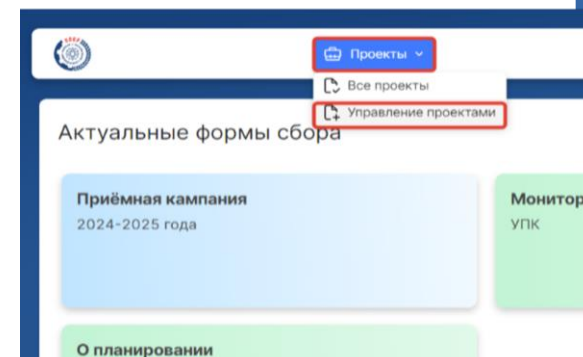 Проекты
Все проекты
Управление проектами
Актуальные формы сбора
Приёмная кампания
2024-2025 года
Монитор
УПК
О планировании